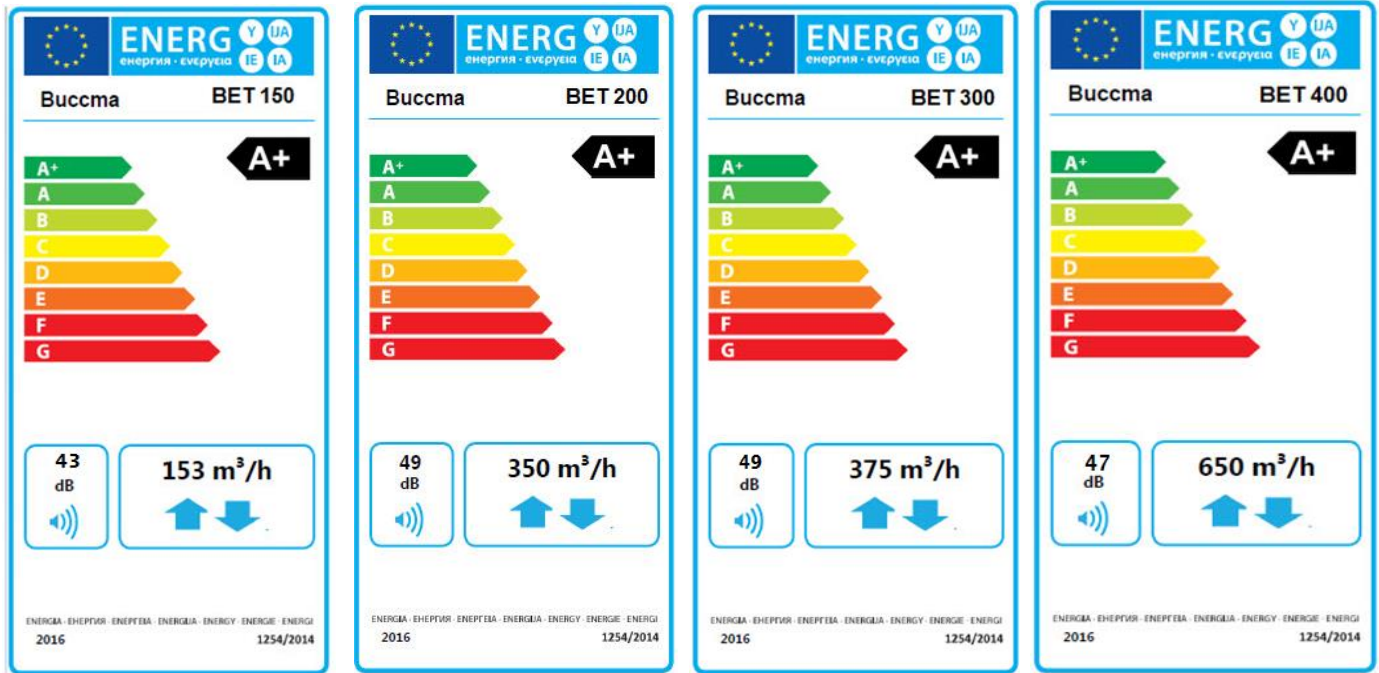 ENERG Y IJA
енергия · ενεργεια IE IA
Buccma BET 150
A+
A+
A
B
C
D
E
F
G
43
dB
153 m³/h
ENERGIA · ЕНЕРГИЯ · ΕΝΕΡΓΕΙΑ · ENERGIJA · ENERGY · ENERGIE · ENERGI
2016 1254/2014
ENERG Y IJA
енергия · ενεργεια IE IA
Buccma BET 200
A+
A+
A
B
C
D
E
F
G
49
dB
350 m³/h
ENERGIA · ЕНЕРГИЯ · ΕΝΕΡΓΕΙΑ · ENERGIJA · ENERGY · ENERGIE · ENERGI
2016 1254/2014
ENERG Y IJA
енергия · ενεργεια IE IA
Buccma BET 300
A+
A+
A
B
C
D
E
F
G
49
dB
375 m³/h
ENERGIA · ЕНЕРГИЯ · ΕΝΕΡΓΕΙΑ · ENERGIJA · ENERGY · ENERGIE · ENERGI
2016 1254/2014
ENERG Y IJA
енергия · ενεργεια IE IA
Buccma BET 400
A+
A+
A
B
C
D
E
F
G
47
dB
650 m³/h
ENERGIA · ЕНЕРГИЯ · ΕΝΕΡΓΕΙΑ · ENERGIJA · ENERGY · ENERGIE · ENERGI
2016 1254/2014